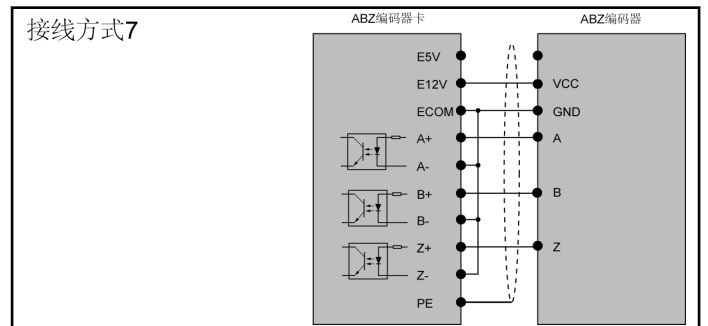 接线方式7
ABZ编码器卡
ABZ编码器
E5V
E12V
VCC
ECOM
GND
A+
A
A-
B+
B
B-
Z+
Z
Z-
PE